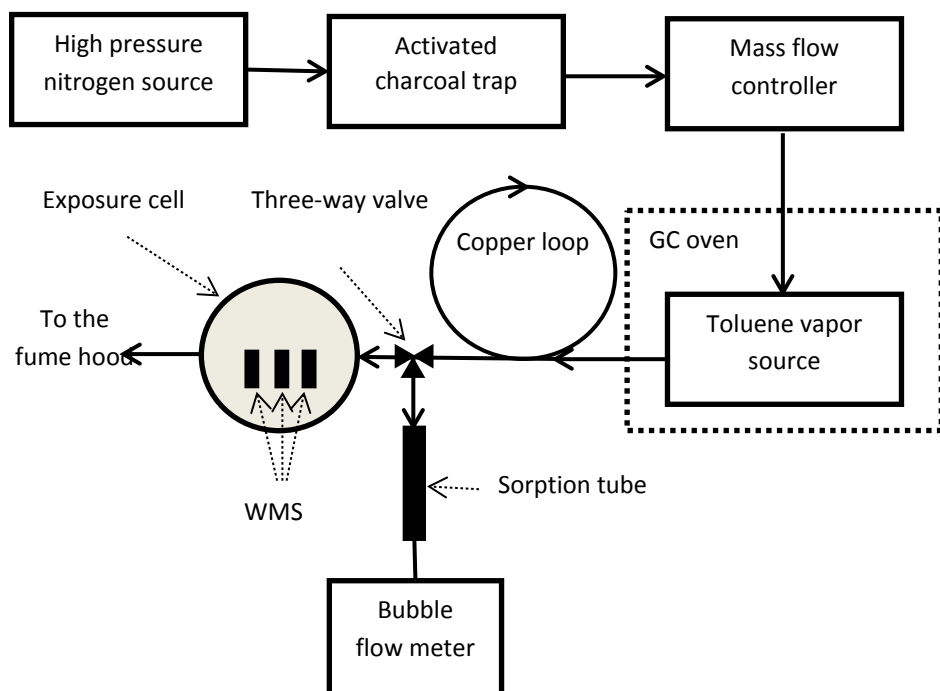 High pressure
nitrogen source
Activated
charcoal trap
Mass flow
controller
Exposure cell
Three-way valve
Copper loop
GC oven
To the
fume hood
Toluene vapor
source
WMS
Sorption tube
Bubble
flow meter